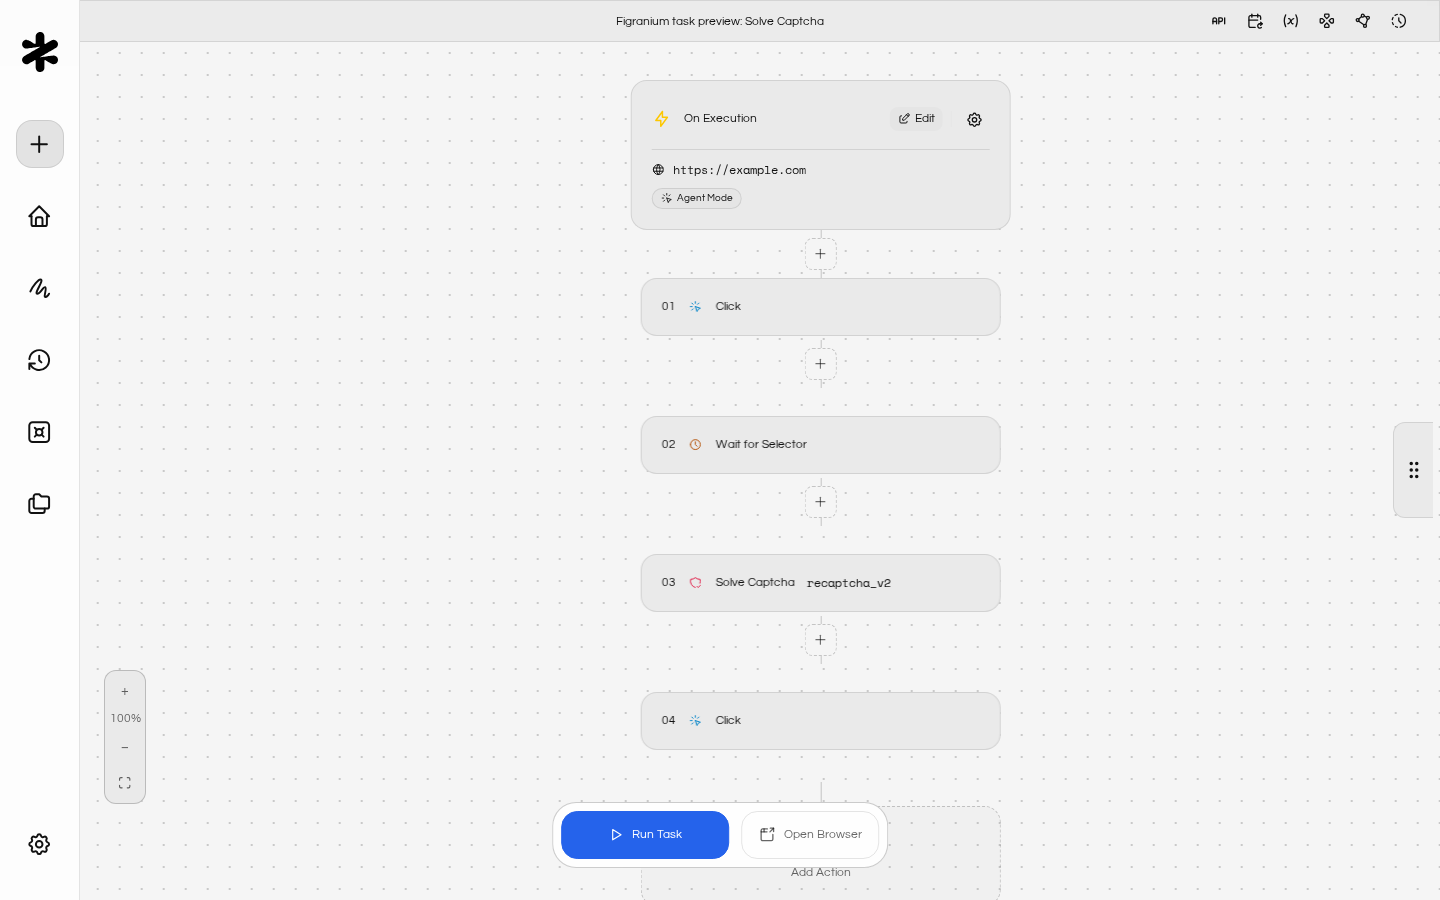 Figranium task preview: Solve Captcha
API
On Execution
Edit
https://example.com
Agent Mode
01 Click
02 Wait for Selector
03 Solve Captcha recaptcha_v2
04 Click
+
100%
−
Run Task
Open Browser
Add Action